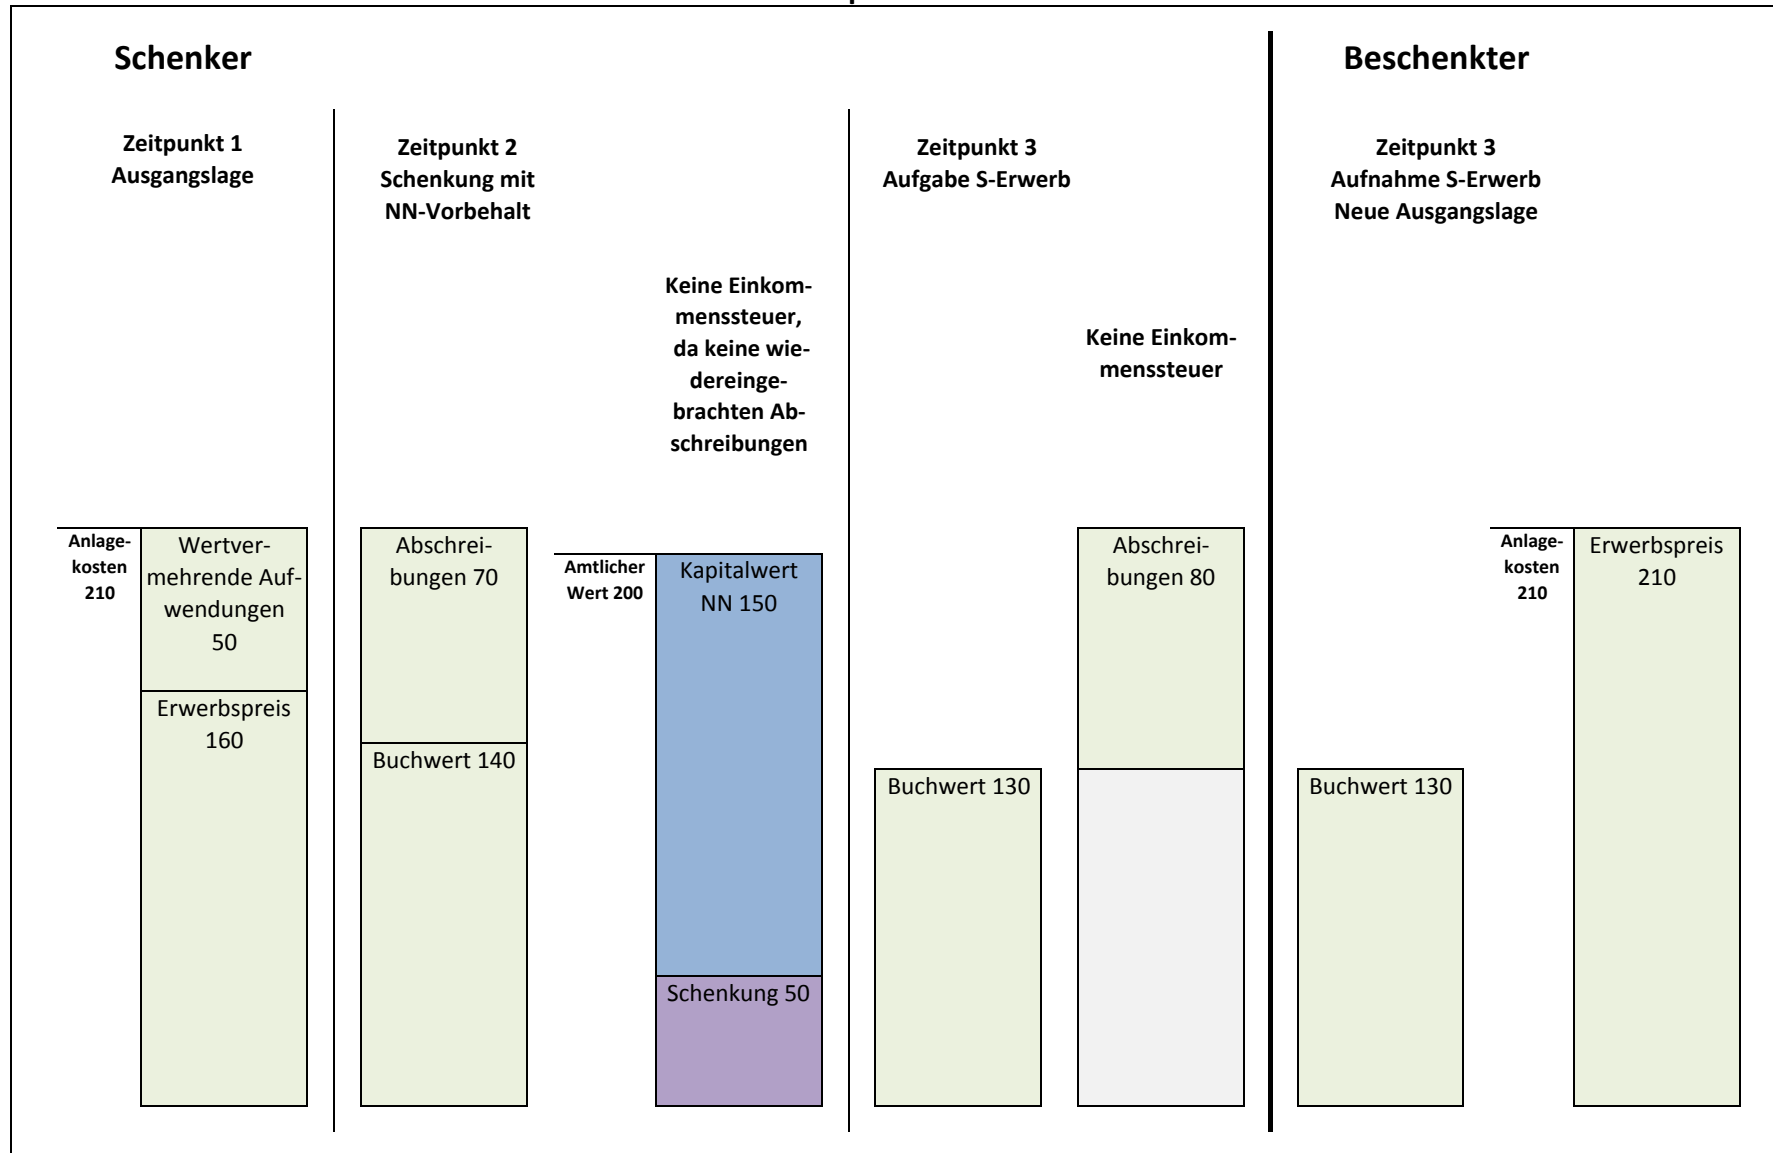 Schenker
Beschenkter
Zeitpunkt 1
Ausgangslage
Zeitpunkt 2
Schenkung mit
NN-Vorbehalt
Zeitpunkt 3
Aufgabe S-Erwerb
Zeitpunkt 3
Aufnahme S-Erwerb
Neue Ausgangslage
Keine Einkom-
menssteuer,
da keine wie-
dereinge-
brachten Ab-
schreibungen
Keine Einkom-
menssteuer
Anlage-
kosten
210
Wertver-
mehrende Auf-
wendungen
50
Erwerbspreis
160
Abschrei-
bungen 70
Buchwert 140
Amtlicher
Wert 200
Kapitalwert
NN 150
Schenkung 50
Buchwert 130
Abschrei-
bungen 80
Buchwert 130
Anlage-
kosten
210
Erwerbspreis
210